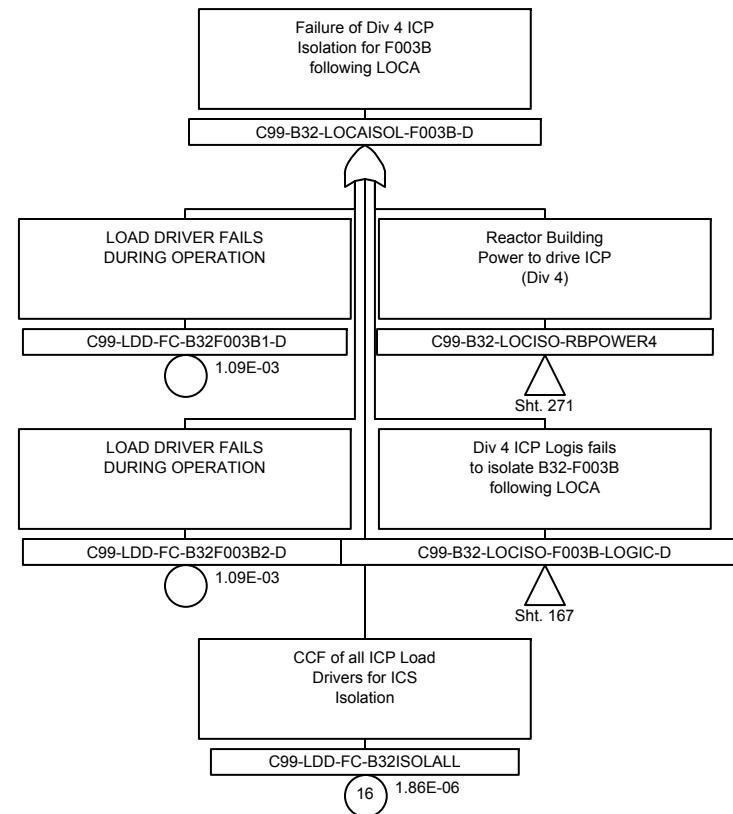 Failure of Div 4 ICP
Isolation for F003B
following LOCA
C99-B32-LOCAISOL-F003B-D
LOAD DRIVER FAILS
DURING OPERATION
C99-LDD-FC-B32F003B1-D
1.09E-03
Reactor Building
Power to drive ICP
(Div 4)
C99-B32-LOCISO-RBPOWER4
Sht. 271
LOAD DRIVER FAILS
DURING OPERATION
C99-LDD-FC-B32F003B2-D
1.09E-03
Div 4 ICP Logis fails
to isolate B32-F003B
following LOCA
C99-B32-LOCISO-F003B-LOGIC-D
Sht. 167
CCF of all ICP Load
Drivers for ICS
Isolation
C99-LDD-FC-B32ISOLALL
16
1.86E-06